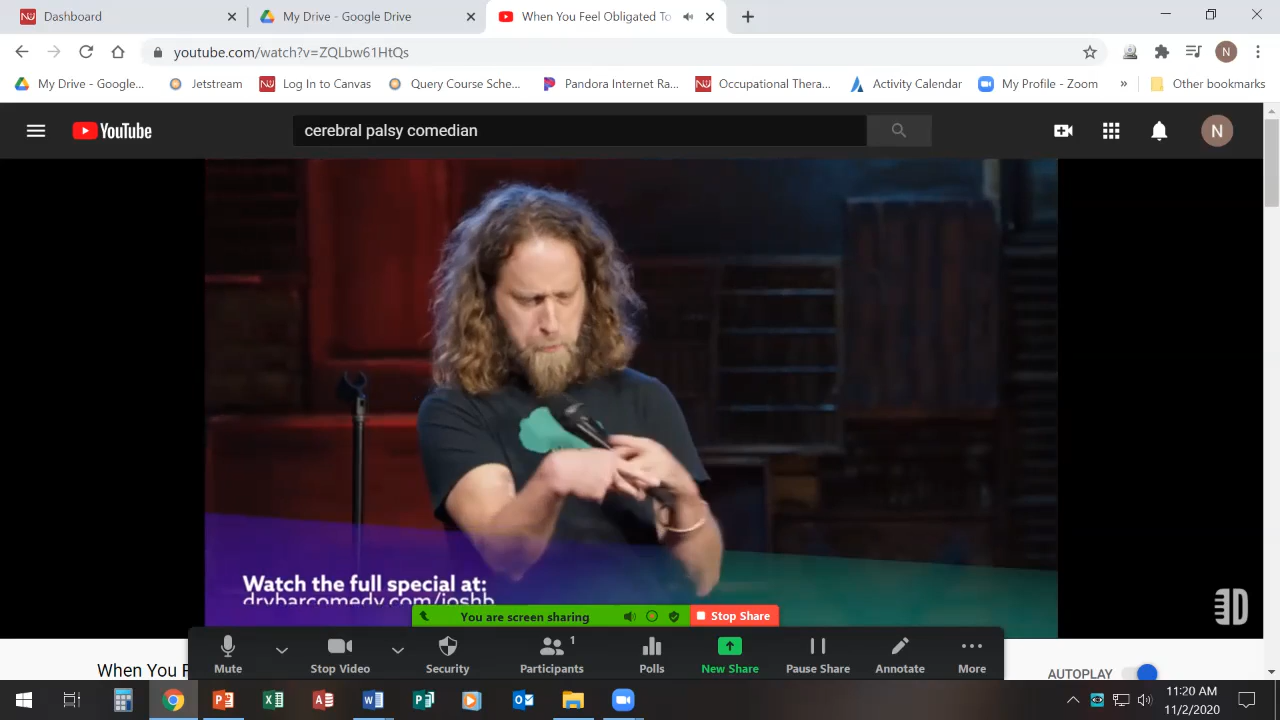 Dashboard
My Drive - Google Drive
When You Feel Obligated To
youtube.com/watch?v=ZQLbw61HtQs
N
My Drive - Google...
Jetstream
Log In to Canvas
Query Course Sche...
Pandora Internet Ra...
Occupational Thera...
Activity Calendar
My Profile - Zoom
»
Other bookmarks
YouTube
cerebral palsy comedian
N
Watch the full special at:
drybarcomedy.com/joshb
You are screen sharing
Stop Share
Mute
Stop Video
Security
Participants
1
Polls
New Share
Pause Share
Annotate
More
When You F
AUTOPLAY
11:20 AM
11/2/2020